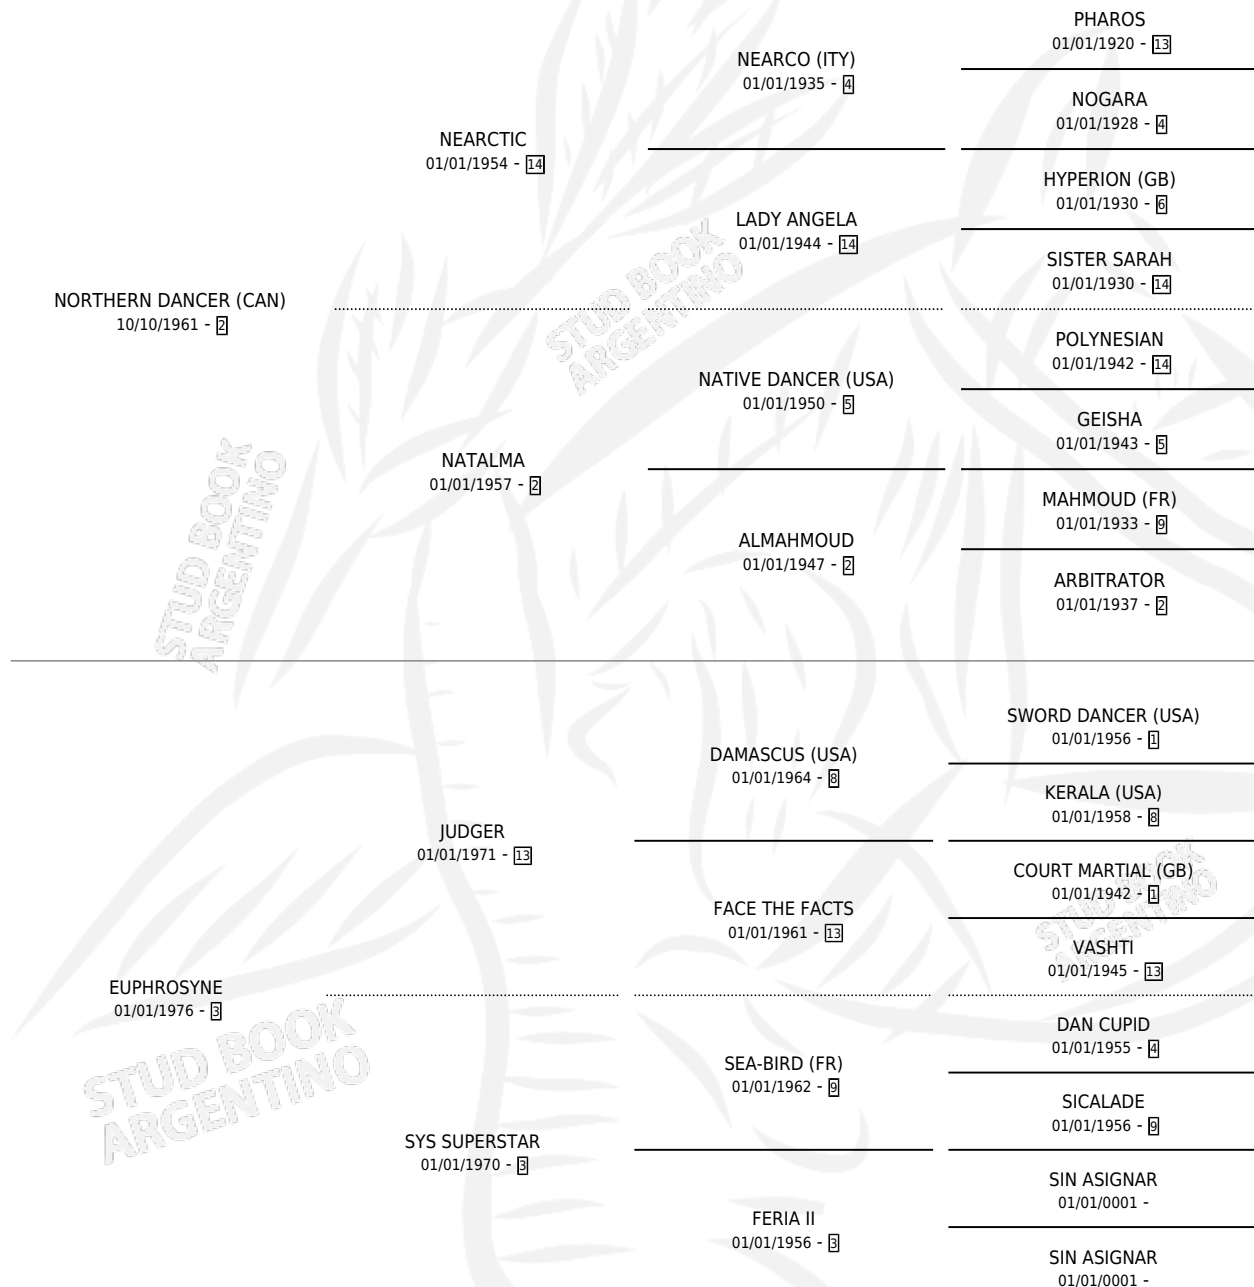 PHAROS
01/01/1920 - 13
NEARCO (ITY)
01/01/1935 - 4
NOGARA
01/01/1928 - 4
NEARCTIC
01/01/1954 - 14
HYPERION (GB)
01/01/1930 - 6
LADY ANGELA
01/01/1944 - 14
SISTER SARAH
01/01/1930 - 14
NORTHERN DANCER (CAN)
10/10/1961 - 2
POLYNESIAN
01/01/1942 - 14
NATIVE DANCER (USA)
01/01/1950 - 5
GEISHA
01/01/1943 - 5
NATALMA
01/01/1957 - 2
MAHMOUD (FR)
01/01/1933 - 9
ALMAHMOUD
01/01/1947 - 2
ARBITRATOR
01/01/1937 - 2
SWORD DANCER (USA)
01/01/1956 - 1
DAMASCUS (USA)
01/01/1964 - 8
KERALA (USA)
01/01/1958 - 8
JUDGER
01/01/1971 - 13
COURT MARTIAL (GB)
01/01/1942 - 1
FACE THE FACTS
01/01/1961 - 13
VASHTI
01/01/1945 - 13
EUPHROSYNE
01/01/1976 - 3
DAN CUPID
01/01/1955 - 4
SEA-BIRD (FR)
01/01/1962 - 9
SICALADE
01/01/1956 - 9
SYS SUPERSTAR
01/01/1970 - 3
SIN ASIGNAR
01/01/0001 -
FERIA II
01/01/1956 - 3
SIN ASIGNAR
01/01/0001 -
STUD BOOK
ARGENTINO
STUD BOOK
ARGENTINO
STUD BOOK
ARGENTINO
STUD BOOK
ARGENTINO